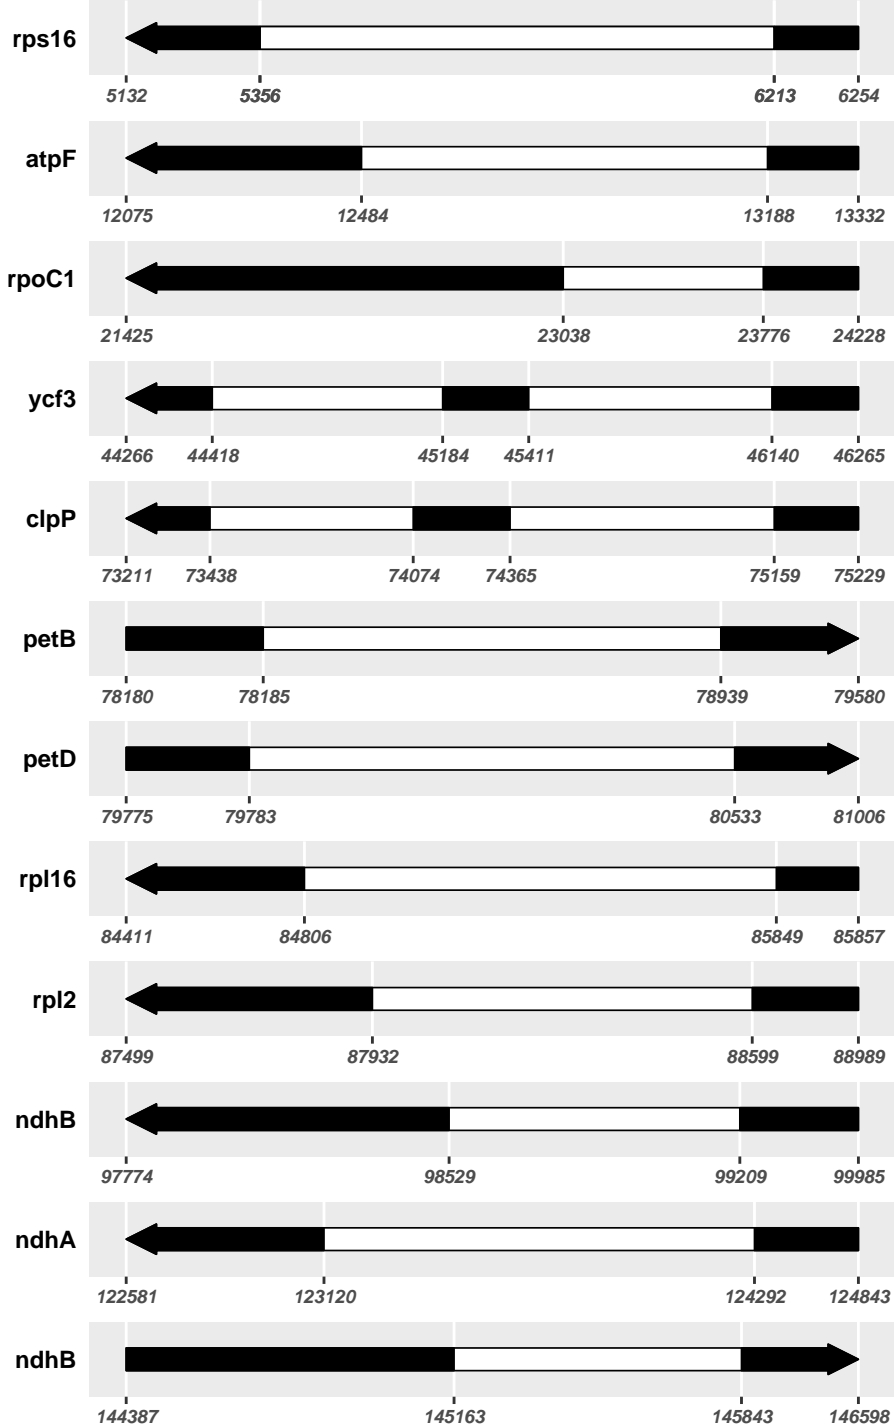 rps16
5132 5356 6213 6254
atpF
12075 12484 13188 13332
rpoC1
21425 23038 23776 24228
ycf3
44266 44418 45184 45411 46140 46265
clpP
73211 73438 74074 74365 75159 75229
petB
78180 78185 78939 79580
petD
79775 79783 80533 81006
rpl16
84411 84806 85849 85857
rpl2
87499 87932 88599 88989
ndhB
97774 98529 99209 99985
ndhA
122581 123120 124292 124843
ndhB
144387 145163 145843 146598